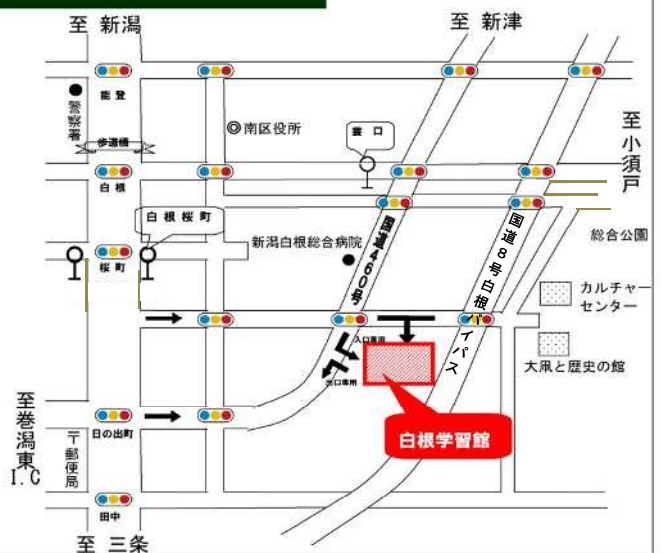 至 新潟
至 新津
能 登
警察署
南区役所
歩道橋
至小須戸
白 根
白 根 桜 町
国道460号
国道8号白根バイパス
新潟白根総合病院
総合公園
桜 町
カルチャー
センター
入口専用
大凧と歴史の館
出口専用
至巻潟東
I.C
日の出町
〒郵便局
白根学習館
田中
至 三条